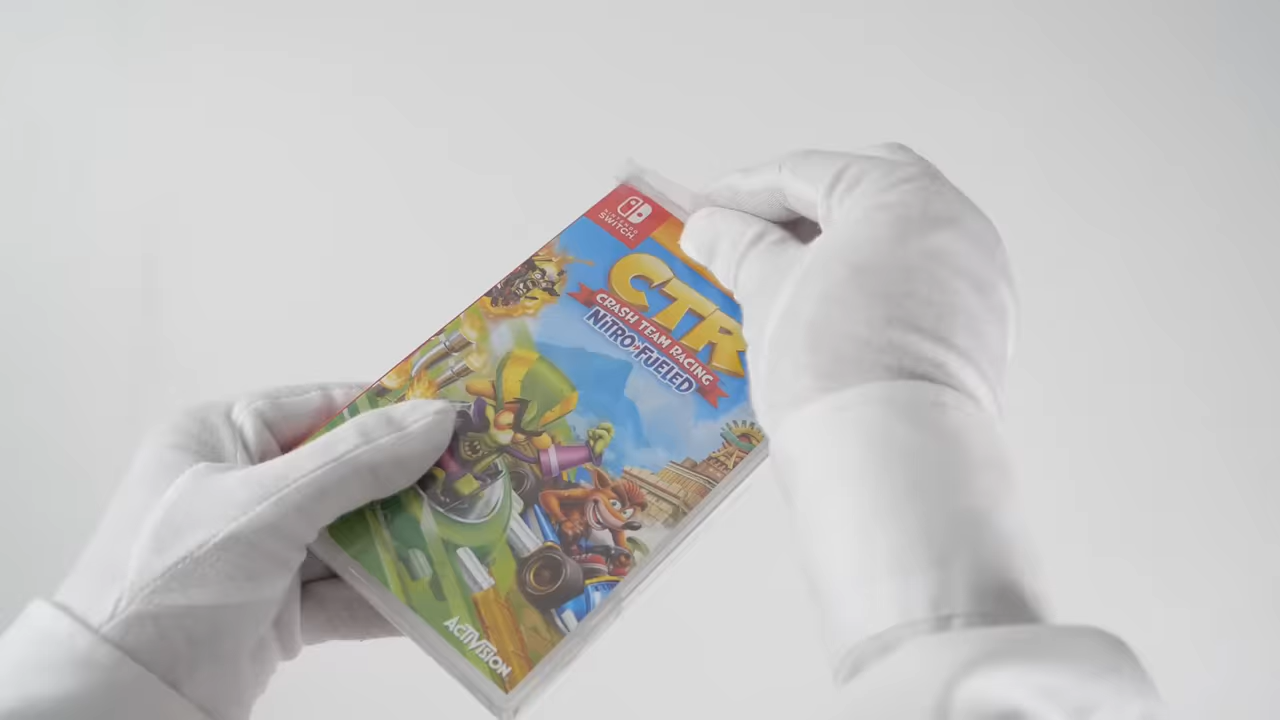 NINTENDO
SWITCH
CTR
CRASH TEAM RACING
NITRO-FUELED
ACTIVISION